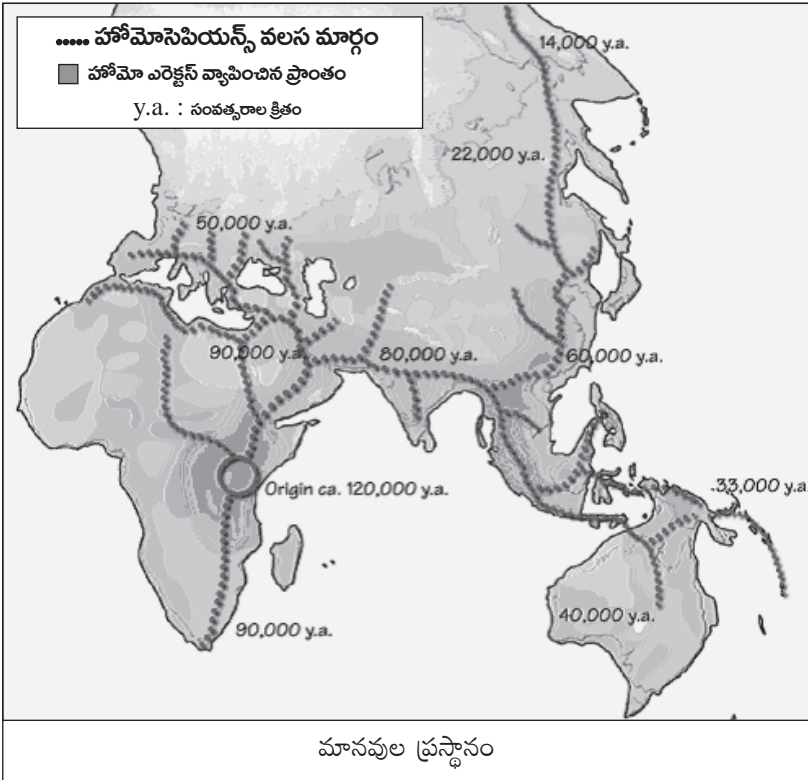 ..... హోమోసెపియన్స్ వలస మార్గం
హోమో ఎరెక్టస్ వ్యాపించిన ప్రాంతం
y.a. : సంవత్సరాల క్రితం
14,000 y.a.
22,000 y.a.
50,000 y.a.
90,000 y.a.
80,000 y.a.
60,000 y.a.
Origin ca. 120,000 y.a.
.33,000 y.a.
40,000 y.a.
90,000 y.a.
మానవుల ప్రస్థానం